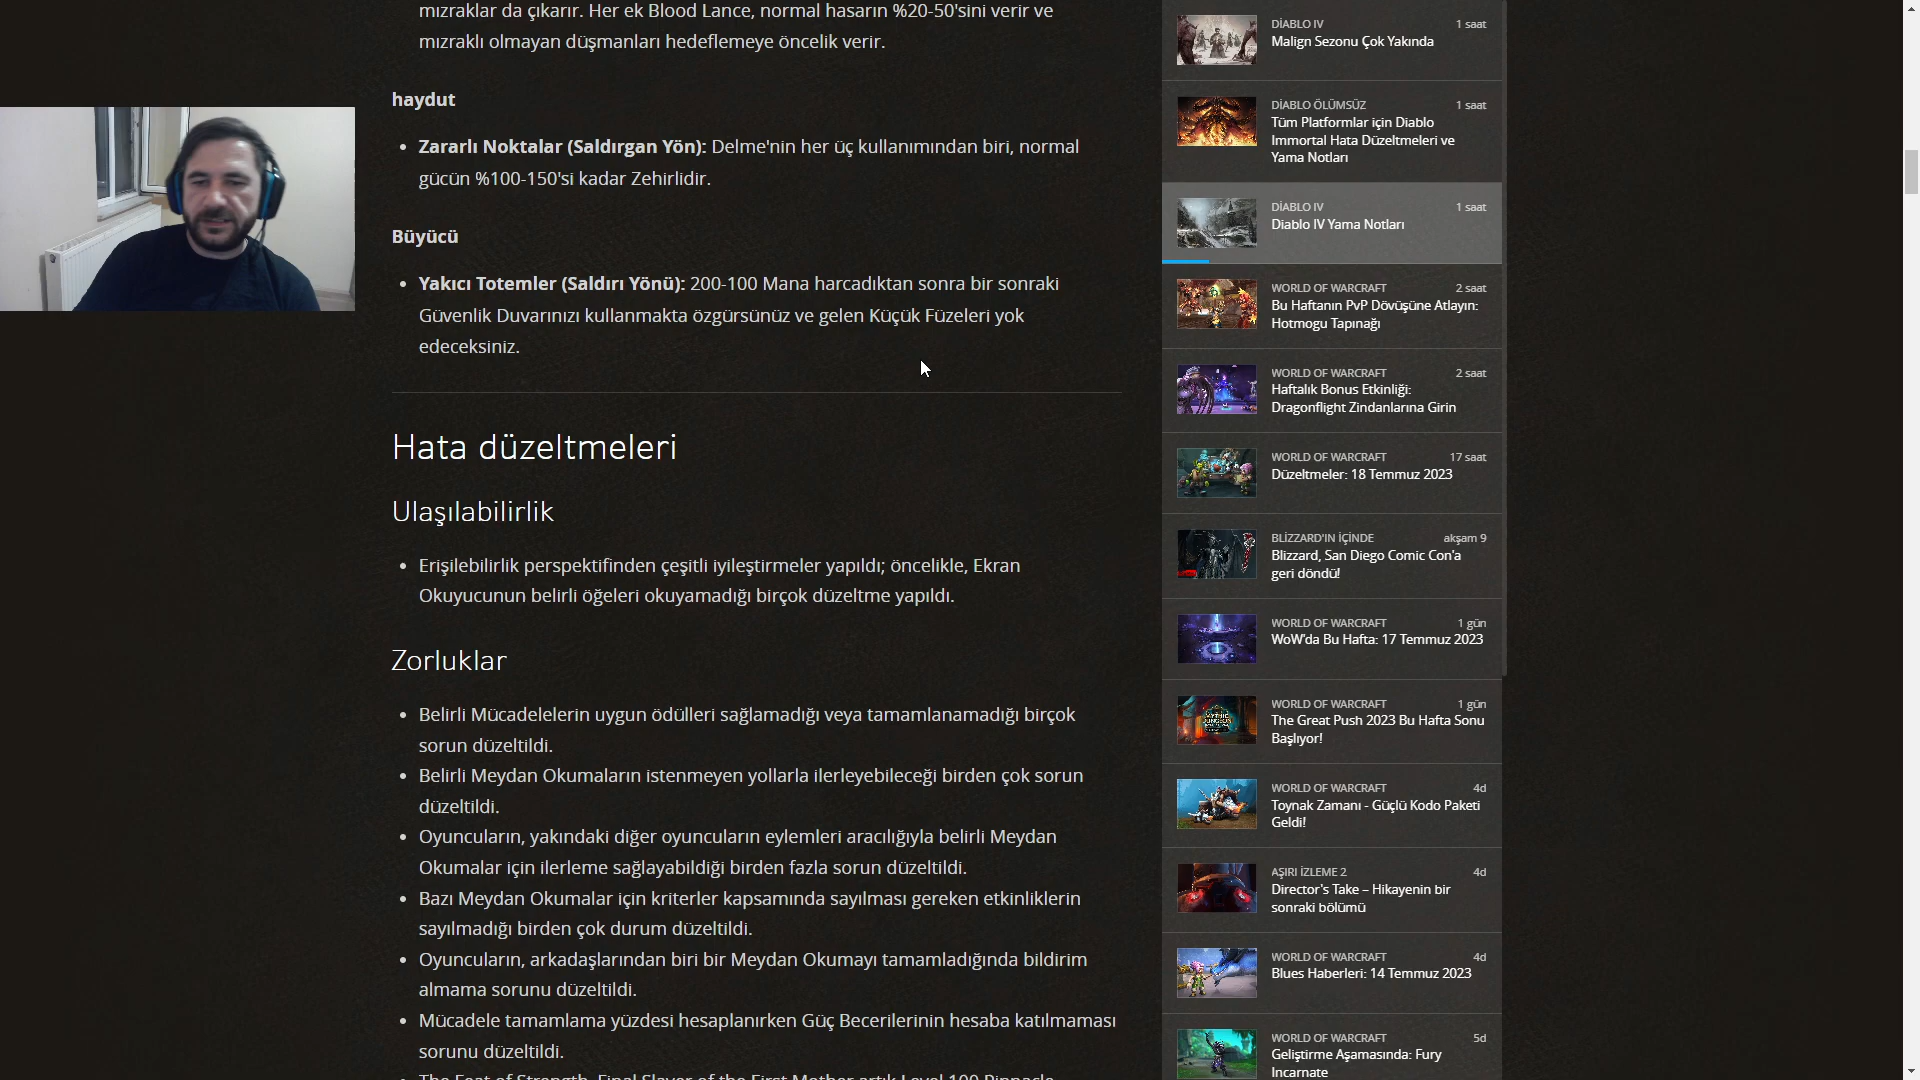 mızraklar da çıkarır. Her ek Blood Lance, normal hasarın %20-50'sini verir ve
mızraklı olmayan düşmanları hedeflemeye öncelik verir.
haydut
Zararlı Noktalar (Saldırgan Yön): Delme'nin her üç kullanımından biri, normal
gücün %100-150'si kadar Zehirlidir.
Büyücü
Yakıcı Totemler (Saldırı Yönü): 200-100 Mana harcadıktan sonra bir sonraki
Güvenlik Duvarınızı kullanmakta özgürsünüz ve gelen Küçük Füzeleri yok
edeceksiniz.
Hata düzeltmeleri
Ulaşılabilirlik
Erişilebilirlik perspektifinden çeşitli iyileştirmeler yapıldı; öncelikle, Ekran
Okuyucunun belirli öğeleri okuyamadığı birçok düzeltme yapıldı.
Zorluklar
Belirli Mücadelelerin uygun ödülleri sağlamadığı veya tamamlanamadığı birçok
sorun düzeltildi.
Belirli Meydan Okumaların istenmeyen yollarla ilerleyebileceği birden çok sorun
düzeltildi.
Oyuncuların, yakındaki diğer oyuncuların eylemleri aracılığıyla belirli Meydan
Okumalar için ilerleme sağlayabildiği birden fazla sorun düzeltildi.
Bazı Meydan Okumalar için kriterler kapsamında sayılması gereken etkinliklerin
sayılmadığı birden çok durum düzeltildi.
Oyuncuların, arkadaşlarından biri bir Meydan Okumayı tamamladığında bildirim
almama sorunu düzeltildi.
Mücadele tamamlama yüzdesi hesaplanırken Güç Becerilerinin hesaba katılmaması
sorunu düzeltildi.
The Feat of Strength, Final Slayer of the First Mother artık Level 100 Pinnacle
DİABLO IV 1 saat
Malign Sezonu Çok Yakında
DİABLO ÖLÜMSÜZ 1 saat
Tüm Platformlar için Diablo
Immortal Hata Düzeltmeleri ve
Yama Notları
DİABLO IV 1 saat
Diablo IV Yama Notları
WORLD OF WARCRAFT 2 saat
Bu Haftanın PvP Dövüşüne Atlayın:
Hotmogu Tapınağı
WORLD OF WARCRAFT 2 saat
Haftalık Bonus Etkinliği:
Dragonflight Zindanlarına Girin
WORLD OF WARCRAFT 17 saat
Düzeltmeler: 18 Temmuz 2023
BLİZZARD'IN İÇİNDE akşam 9
Blizzard, San Diego Comic Con'a
geri döndü!
WORLD OF WARCRAFT 1 gün
WoW'da Bu Hafta: 17 Temmuz 2023
WORLD OF WARCRAFT 1 gün
The Great Push 2023 Bu Hafta Sonu
Başlıyor!
WORLD OF WARCRAFT 4d
Toynak Zamanı - Güçlü Kodo Paketi
Geldi!
AŞIRI İZLEME 2 4d
Director's Take – Hikayenin bir
sonraki bölümü
WORLD OF WARCRAFT 4d
Blues Haberleri: 14 Temmuz 2023
WORLD OF WARCRAFT 5d
Geliştirme Aşamasında: Fury
Incarnate